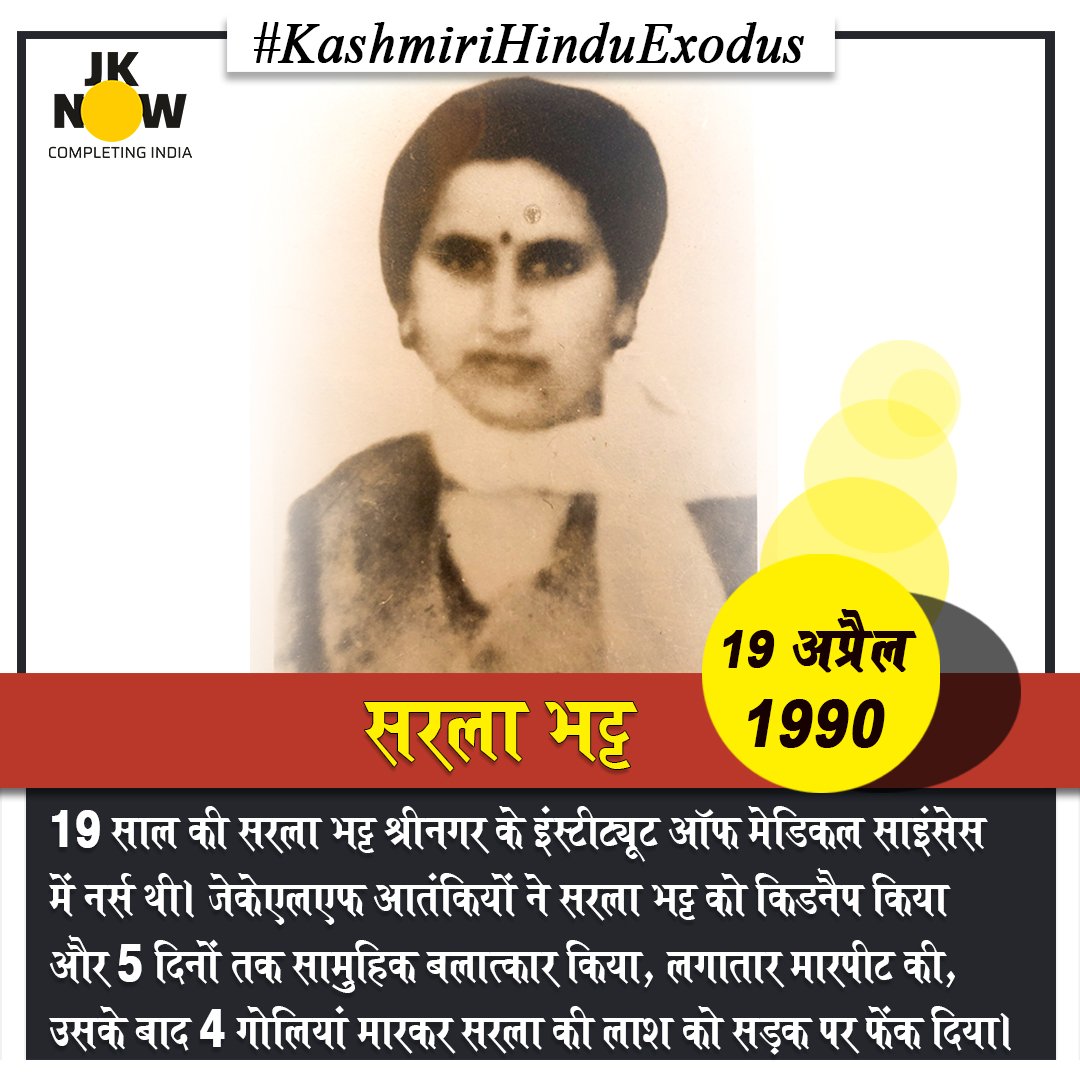 #KashmiriHinduExodus
JK
NOW
COMPLETING INDIA
19 अप्रैल
1990
सरला भट्ट
19 साल की सरला भट्ट श्रीनगर के इंस्टीट्यूट ऑफ मेडिकल साइंसेस
में नर्स थी। जेकेएलएफ आतंकियों ने सरला भट्ट को किडनैप किया
और 5 दिनों तक सामुहिक बलात्कार किया, लगातार मारपीट की,
उसके बाद 4 गोलियां मारकर सरला की लाश को सड़क पर फेंक दिया।